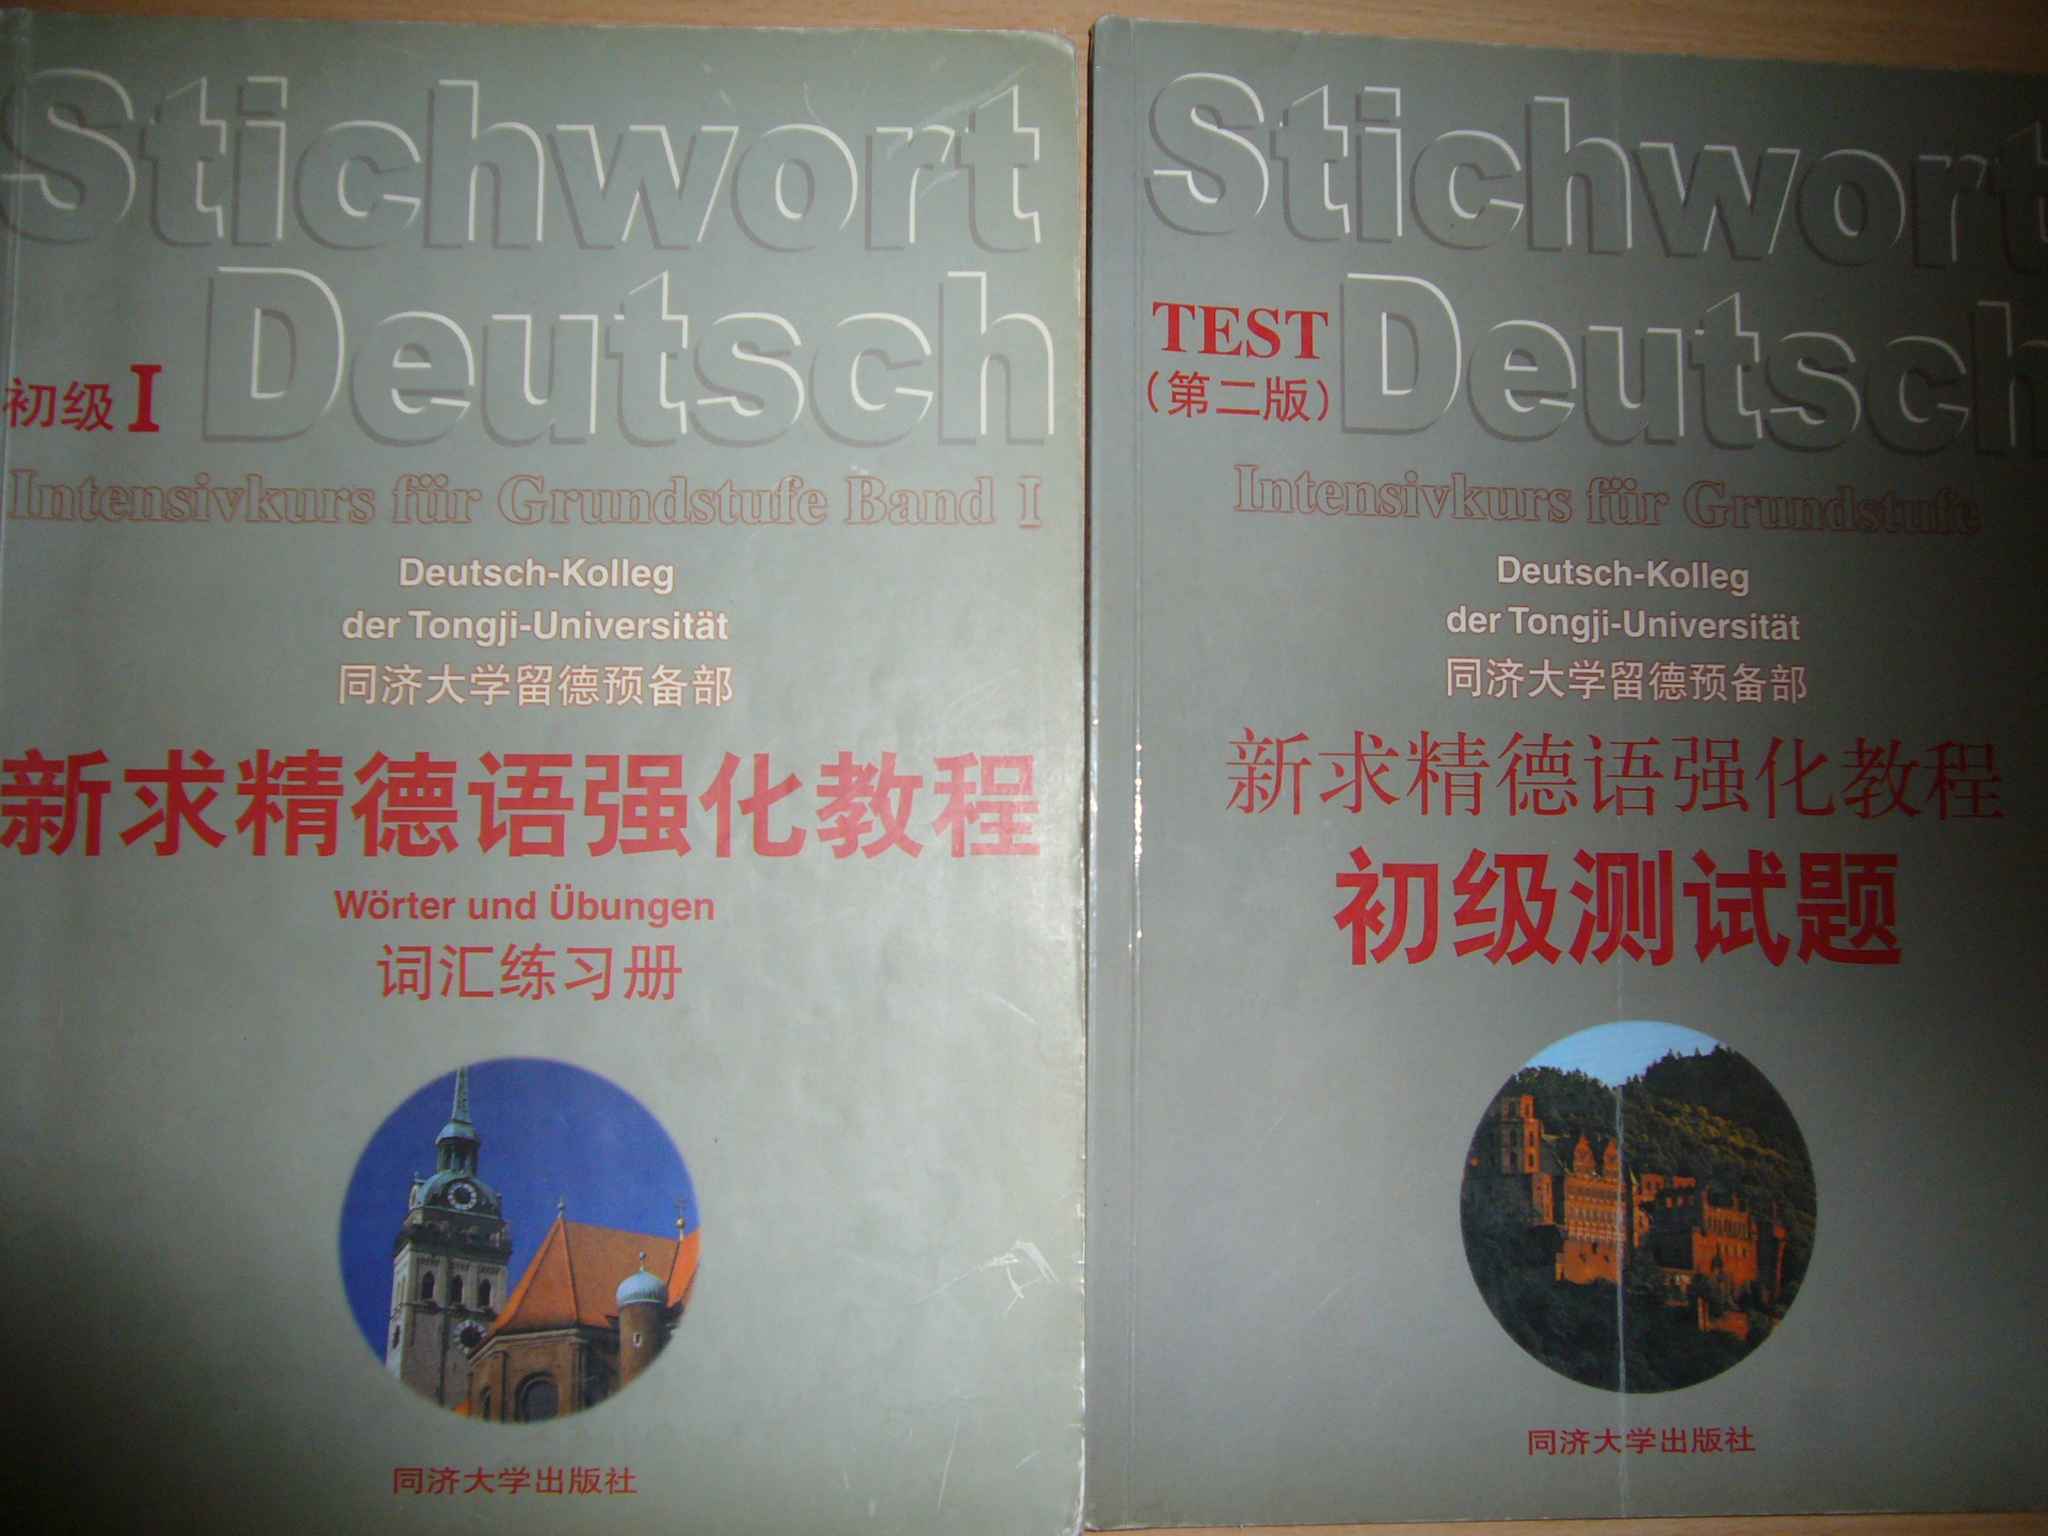 Stichwort
Deutsch
初级 I
Intensivkurs für Grundstufe Band I
Deutsch-Kolleg
der Tongji-Universität
同济大学留德预备部
新求精德语强化教程
Wörter und Übungen
词汇练习册
同济大学出版社
Stichwort
Deutsch
TEST
（第二版）
Intensivkurs für Grundstufe
Deutsch-Kolleg
der Tongji-Universität
同济大学留德预备部
新求精德语强化教程
初级测试题
同济大学出版社